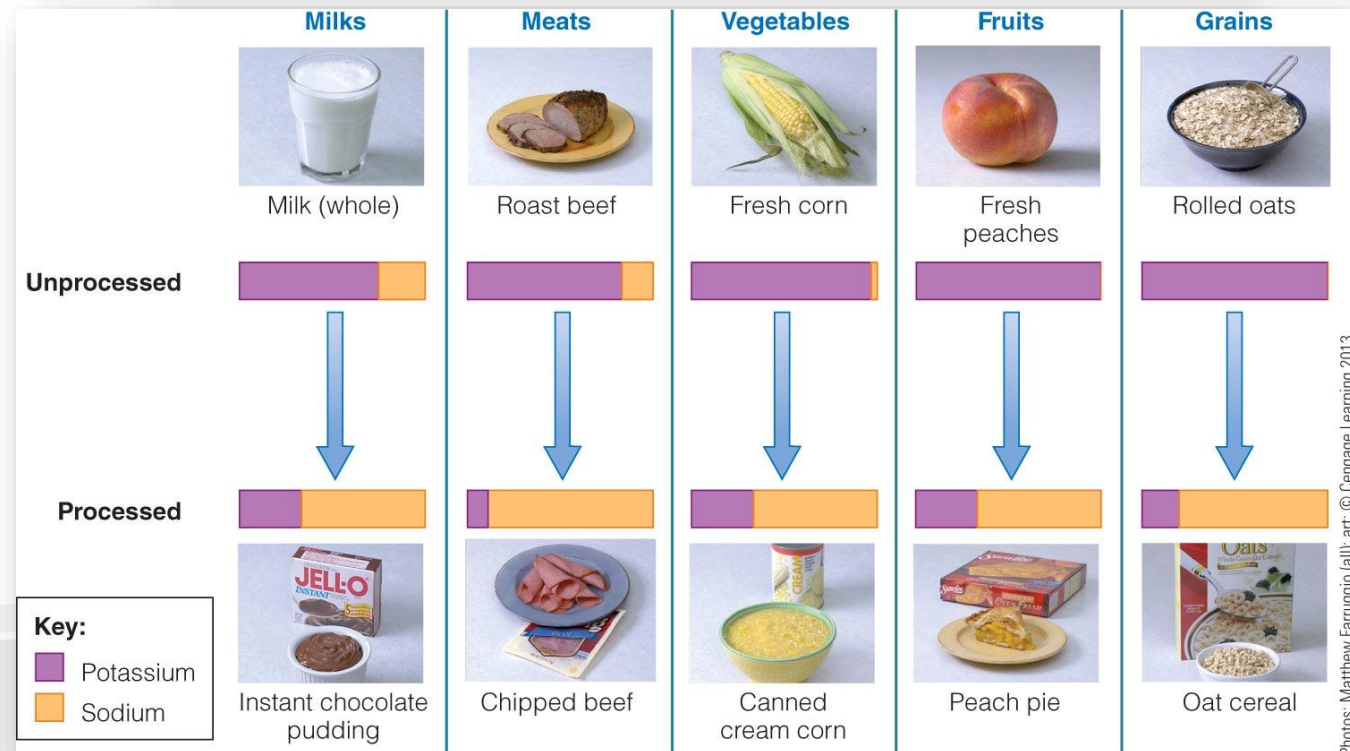 Milks
Meats
Vegetables
Fruits
Grains
Milk (whole)
Roast beef
Fresh corn
Fresh
peaches
Rolled oats
Unprocessed
Processed
JELL-O
INSTANT
CREAM
Oats
Key:
Potassium
Sodium
Instant chocolate
pudding
Chipped beef
Canned
cream corn
Peach pie
Oat cereal
Photos: Matthew Farruggio (all); art: © Cengage Learning 2013